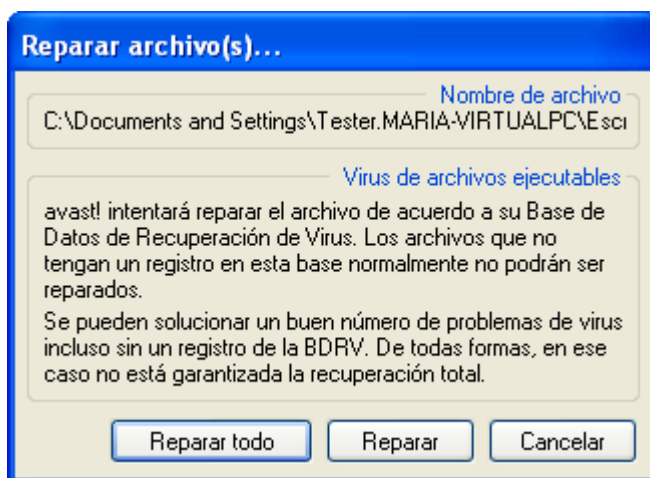 Reparar archivo(s)...
Nombre de archivo
C:\Documents and Settings\Tester.MARIA-VIRTUALPC\Escr
Virus de archivos ejecutables
avast! intentará reparar el archivo de acuerdo a su Base de
Datos de Recuperación de Virus. Los archivos que no
tengan un registro en esta base normalmente no podrán ser
reparados.
Se pueden solucionar un buen número de problemas de virus
incluso sin un registro de la BDRV. De todas formas, en ese
caso no está garantizada la recuperación total.
Reparar todo Reparar Cancelar